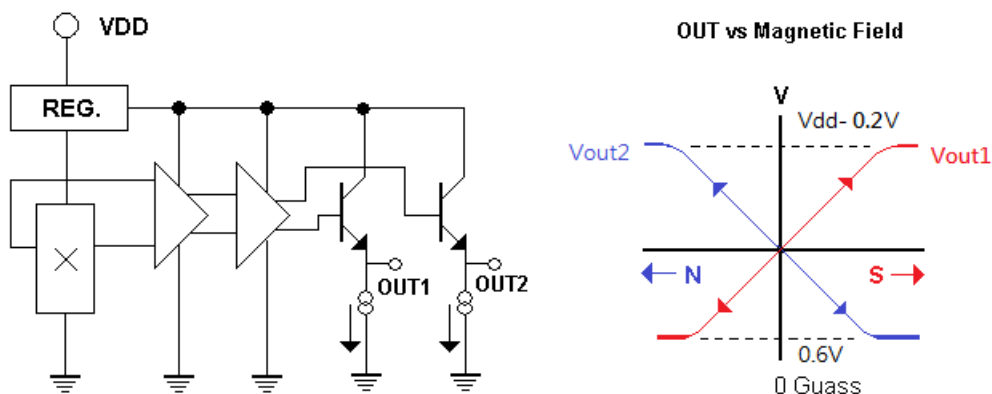 VDD
REG.
OUT1
OUT2
OUT vs Magnetic Field
V
Vdd- 0.2V
Vout2
Vout1
N
S
0.6V
0 Guass